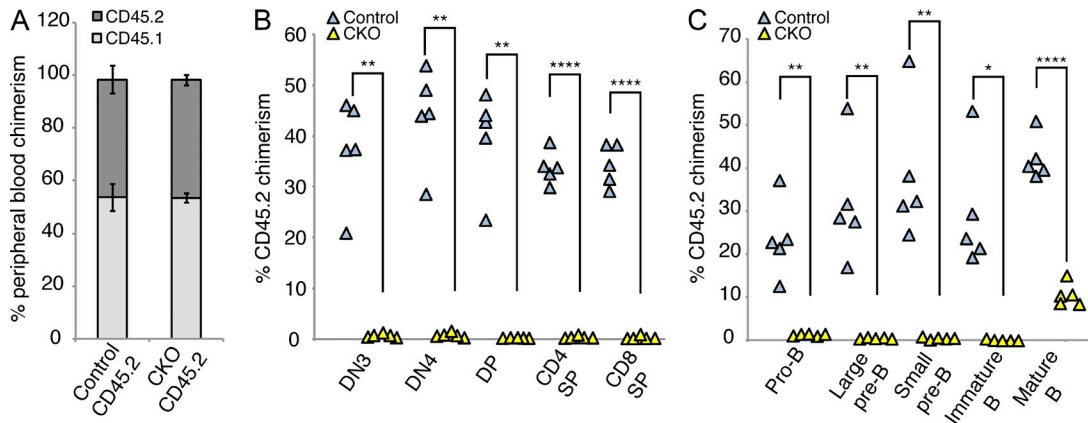 A
CD45.2
CD45.1
% peripheral blood chimerism
120
100
80
60
40
20
0
Control
CD45.2
CKO
CD45.2
B
Control
CKO
% CD45.2 chimerism
60
50
40
30
20
10
0
**
**
**
****
****
DN3
DN4
DP
CD4
SP
CD8
SP
C
Control
CKO
% CD45.2 chimerism
70
60
50
40
30
20
10
0
**
**
**
*
****
Pro-B
Large
pre-B
Small
pre-B
Immature
B
Mature
B